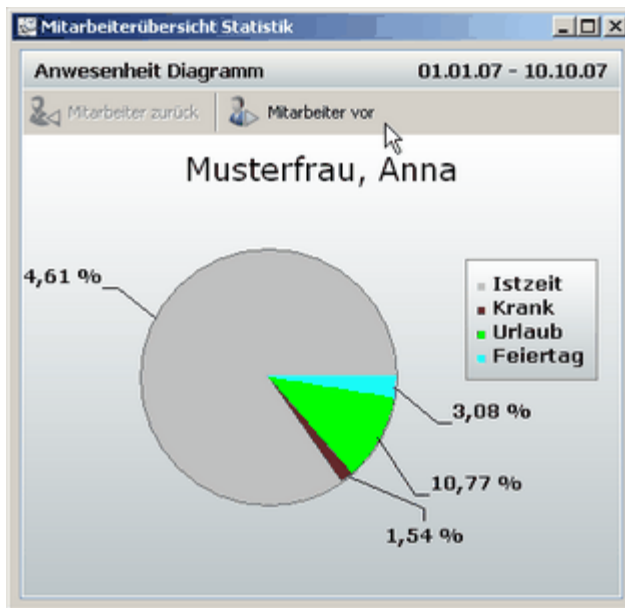 Mitarbeiterübersicht Statistik
Anwesenheit Diagramm 01.01.07 - 10.10.07
Mitarbeiter zurück Mitarbeiter vor
Musterfrau, Anna
4,61 %
Istzeit
Krank
Urlaub
Feiertag
3,08 %
10,77 %
1,54 %